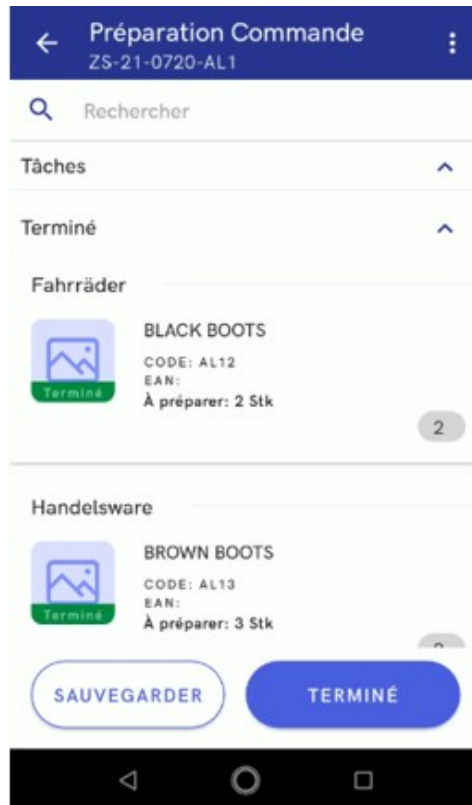 Préparation Commande
ZS-21-0720-AL1
Rechercher
Tâches
Terminé
Fahrräder
BLACK BOOTS
CODE: AL12
EAN:
Terminé
À préparer: 2 Stk
2
Handelsware
BROWN BOOTS
CODE: AL13
EAN:
Terminé
À préparer: 3 Stk
SAUVEGARDER
TERMINÉ